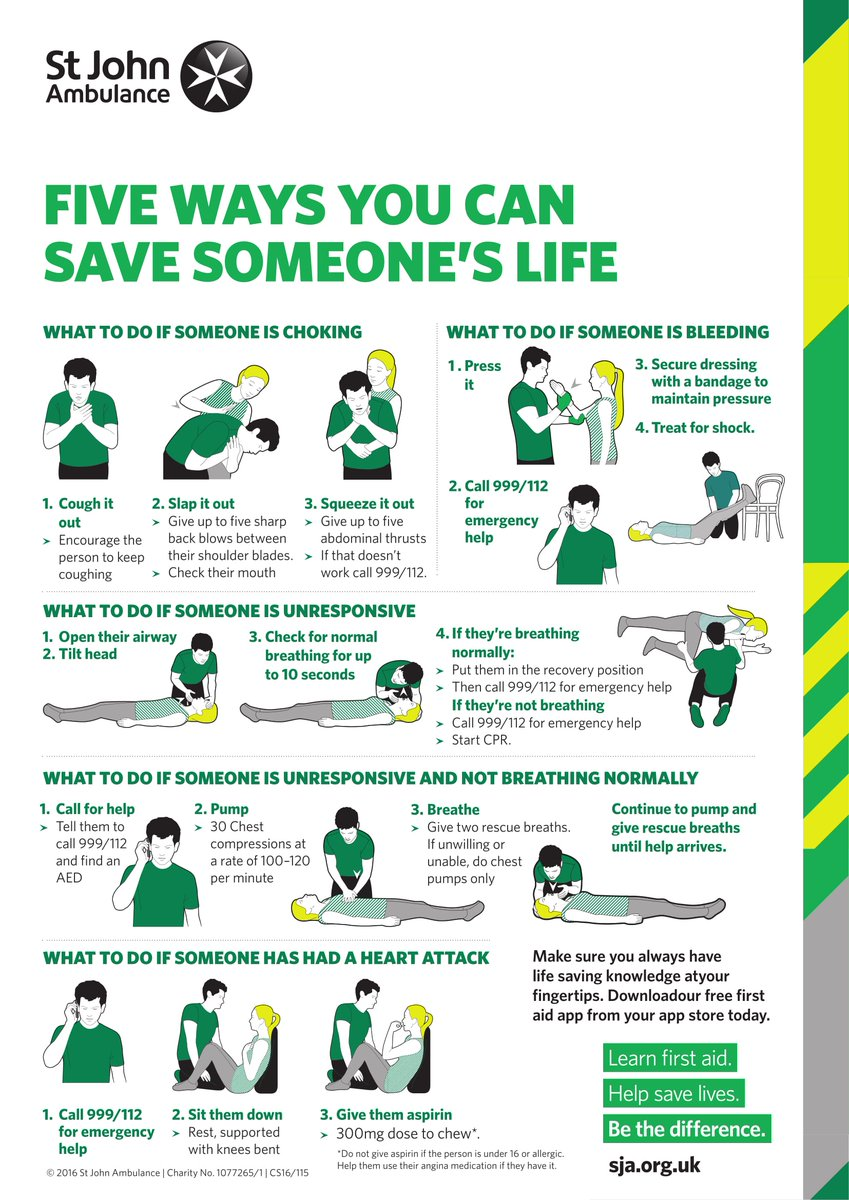 St John
Ambulance
FIVE WAYS YOU CAN
SAVE SOMEONE'S LIFE
WHAT TO DO IF SOMEONE IS CHOKING
1. Cough it
out
➤ Encourage the
person to keep
coughing
2. Slap it out
➤ Give up to five sharp
back blows between
their shoulder blades.
➤ Check their mouth
3. Squeeze it out
➤ Give up to five
abdominal thrusts
➤ If that doesn't
work call 999/112.
WHAT TO DO IF SOMEONE IS BLEEDING
1. Press
it
2. Call 999/112
for
emergency
help
3. Secure dressing
with a bandage to
maintain pressure
4. Treat for shock.
WHAT TO DO IF SOMEONE IS UNRESPONSIVE
1. Open their airway
2. Tilt head
3. Check for normal
breathing for up
to 10 seconds
4. If they're breathing
normally:
➤ Put them in the recovery position
➤ Then call 999/112 for emergency help
If they're not breathing
➤ Call 999/112 for emergency help
➤ Start CPR.
WHAT TO DO IF SOMEONE IS UNRESPONSIVE AND NOT BREATHING NORMALLY
1. Call for help
➤ Tell them to
call 999/112
and find an
AED
2. Pump
➤ 30 Chest
compressions at
a rate of 100–120
per minute
3. Breathe
➤ Give two rescue breaths.
If unwilling or
unable, do chest
pumps only
Continue to pump and
give rescue breaths
until help arrives.
WHAT TO DO IF SOMEONE HAS HAD A HEART ATTACK
1. Call 999/112
for emergency
help
2. Sit them down
➤ Rest, supported
with knees bent
3. Give them aspirin
➤ 300mg dose to chew*.
*Do not give aspirin if the person is under 16 or allergic.
Help them use their angina medication if they have it.
Make sure you always have
life saving knowledge atyour
fingertips. Downloadour free first
aid app from your app store today.
Learn first aid.
Help save lives.
Be the difference.
sja.org.uk
© 2016 St John Ambulance | Charity No. 1077265/1 | CS16/115